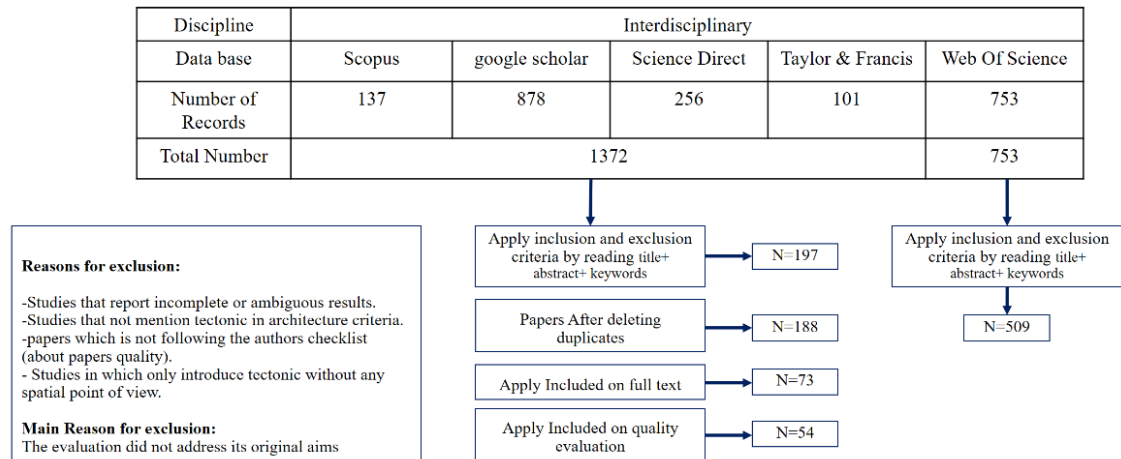 Discipline Interdisciplinary
Data base Scopus google scholar Science Direct Taylor & Francis Web Of Science
Number of Records 137 878 256 101 753
Total Number 1372 753
Apply inclusion and exclusion
criteria by reading title+
abstract+ keywords
N=197
Apply inclusion and exclusion
criteria by reading title+
abstract+ keywords
N=509
Papers After deleting
duplicates
N=188
Apply Included on full text
N=73
Apply Included on quality
evaluation
N=54
Reasons for exclusion:
-Studies that report incomplete or ambiguous results.
-Studies that not mention tectonic in architecture criteria.
-papers which is not following the authors checklist
(about papers quality).
- Studies in which only introduce tectonic without any
spatial point of view.
Main Reason for exclusion:
The evaluation did not address its original aims